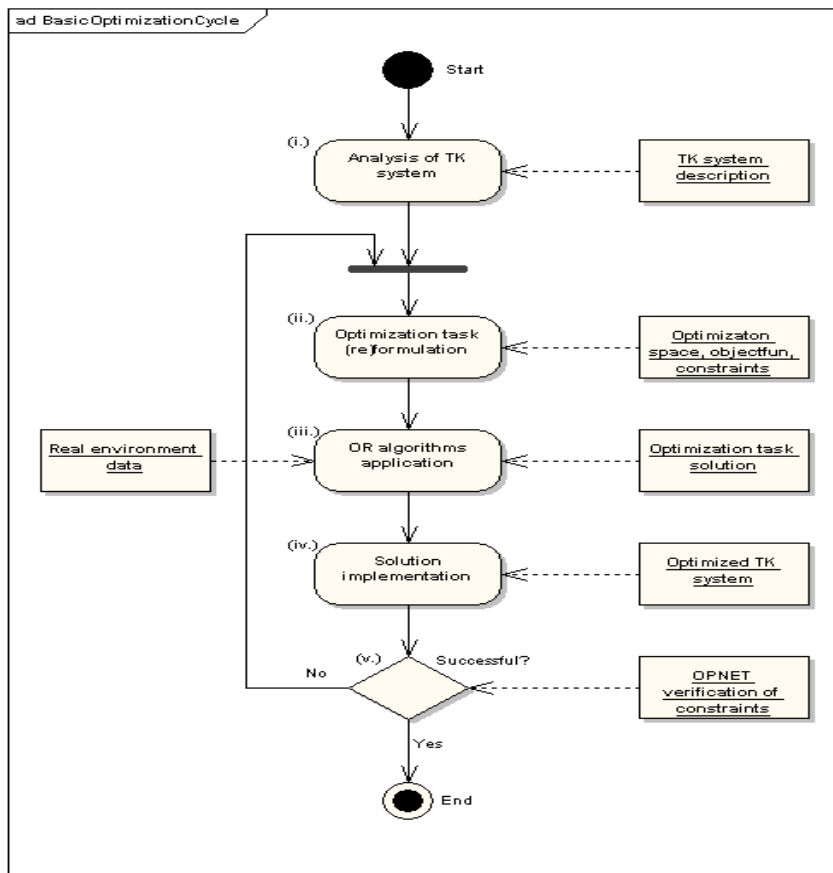 ad BasicOptimizationCycle
Start
(i.)
Analysis of TK
system
TK system
description
(ii.)
Optimization task
(re)formulation
Optimizaton
space, objectfun,
constraints
Real environment
data
(iii.)
OR algorithms
application
Optimization task
solution
(iv.)
Solution
implementation
Optimized TK
system
(v.)
Successful?
No
OPNET
verification of
constraints
Yes
End